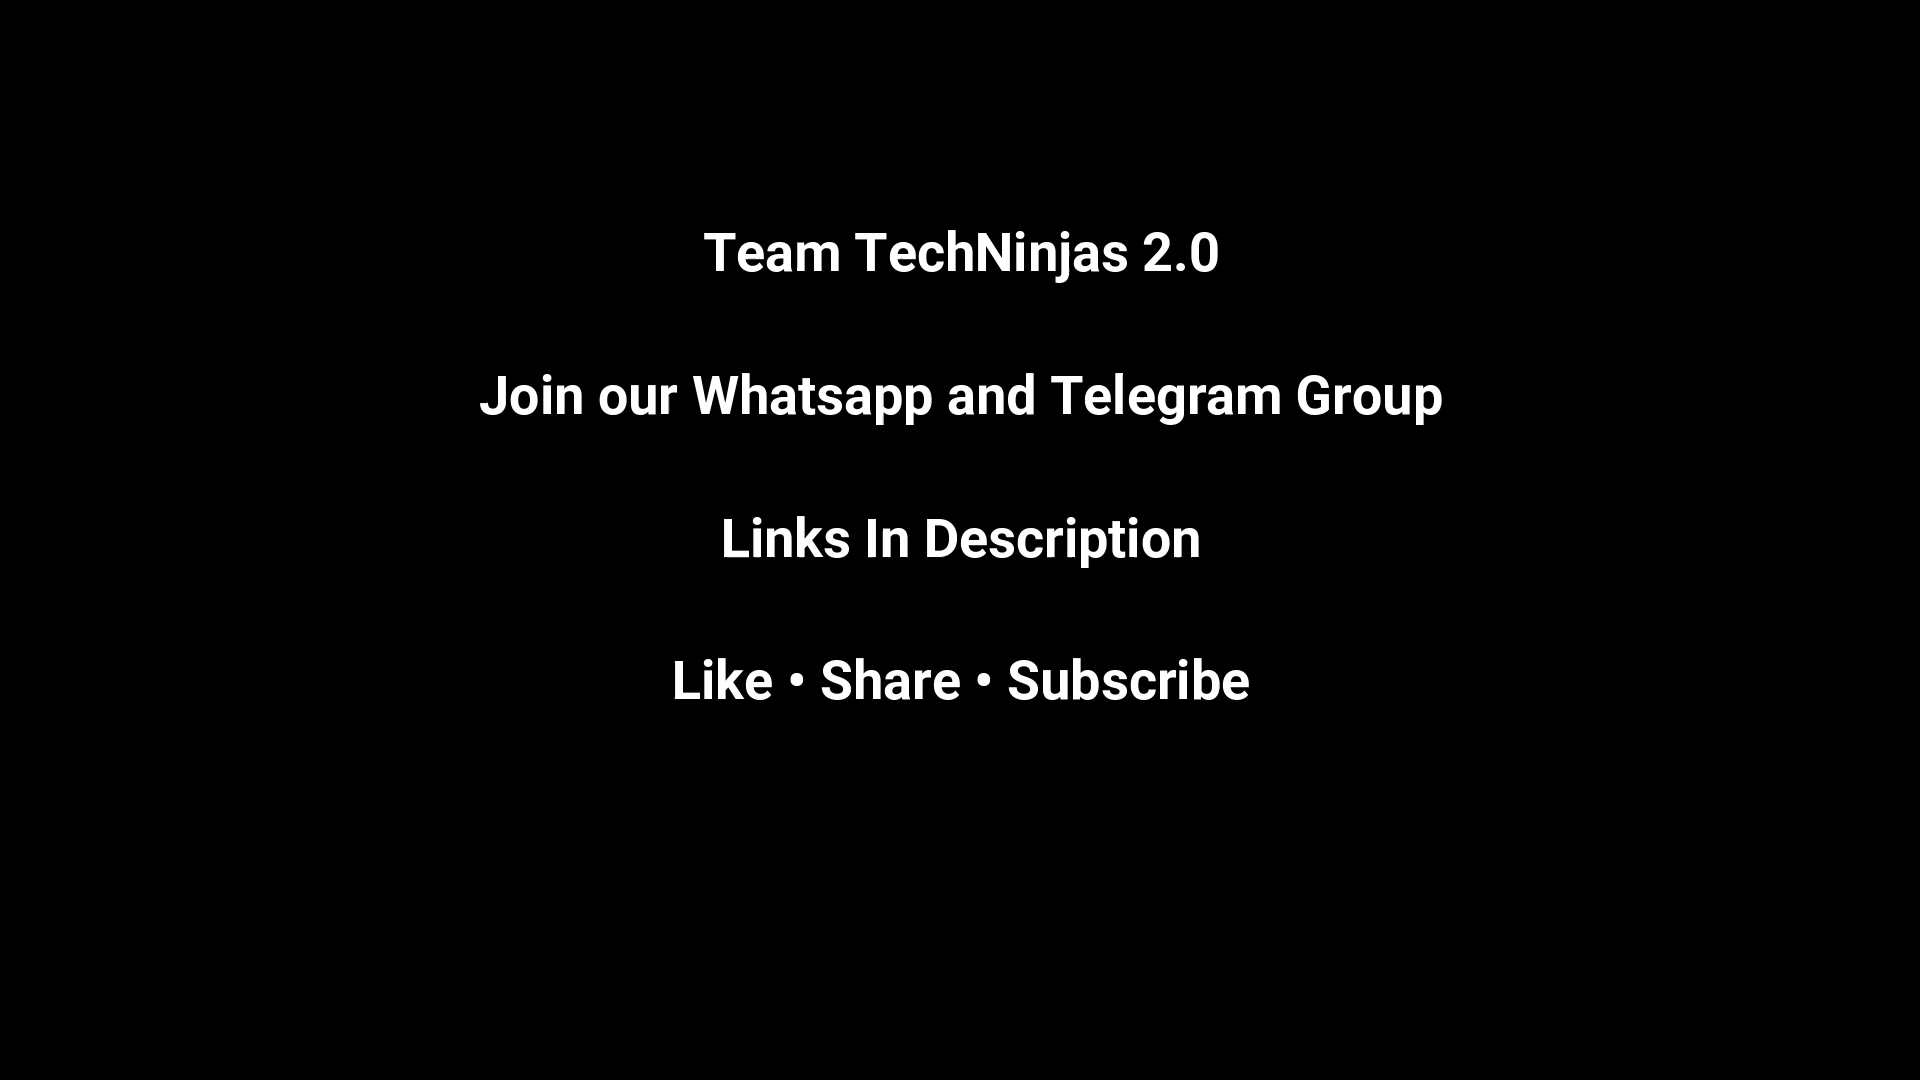 Team TechNinjas 2.0
Join our Whatsapp and Telegram Group
Links In Description
Like • Share • Subscribe